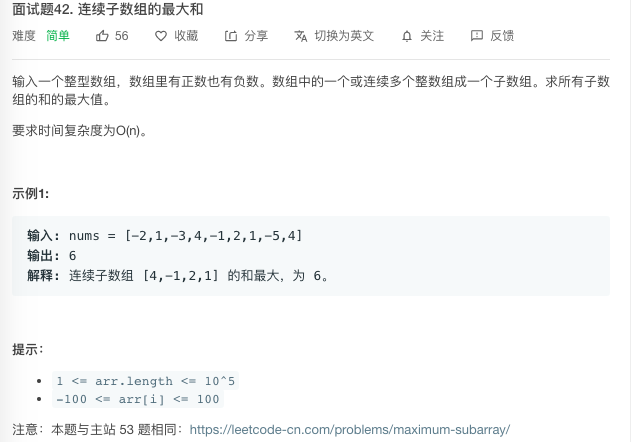 面试题42. 连续子数组的最大和
难度 简单 56 收藏 分享 切换为英文 关注 反馈
输入一个整型数组，数组里有正数也有负数。数组中的一个或连续多个整数组成一个子数组。求所有子数
组的和的最大值。
要求时间复杂度为O(n)。
示例1:
输入: nums = [-2,1,-3,4,-1,2,1,-5,4]
输出: 6
解释: 连续子数组 [4,-1,2,1] 的和最大，为 6。
提示：
1 <= arr.length <= 10^5
-100 <= arr[i] <= 100
注意：本题与主站 53 题相同：https://leetcode-cn.com/problems/maximum-subarray/